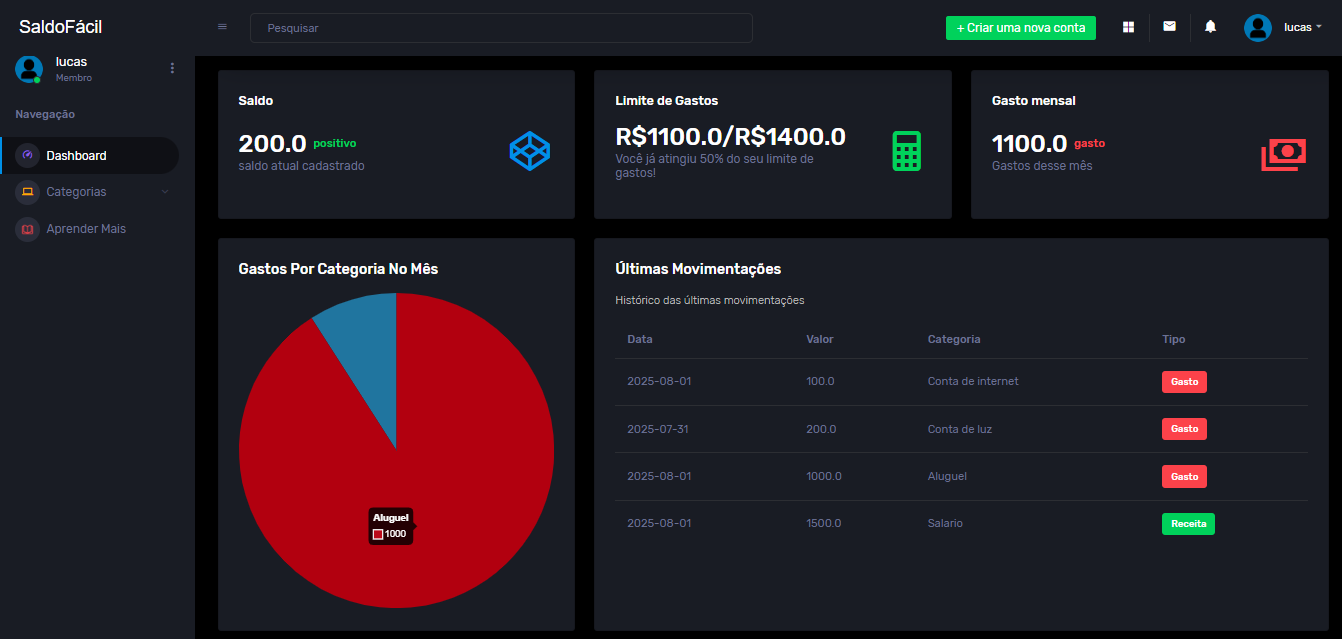 SaldoFácil
Pesquisar
+ Criar uma nova conta
lucas
lucas
Membro
Navegação
Dashboard
Categorias
Aprender Mais
Saldo
200.0 positivo
saldo atual cadastrado
Limite de Gastos
R$1100.0/R$1400.0
Você já atingiu 50% do seu limite de
gastos!
Gasto mensal
1100.0 gasto
Gastos desse mês
Gastos Por Categoria No Mês
Aluguel
1000
Últimas Movimentações
Histórico das últimas movimentações
Data Valor Categoria Tipo
2025-08-01 100.0 Conta de internet Gasto
2025-07-31 200.0 Conta de luz Gasto
2025-08-01 1000.0 Aluguel Gasto
2025-08-01 1500.0 Salario Receita